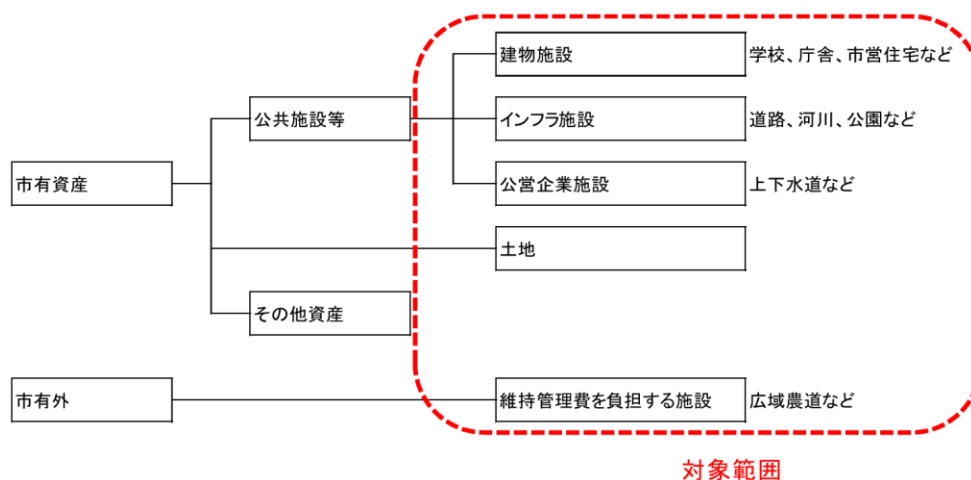 建物施設 学校、庁舎、市営住宅など
公共施設等 インフラ施設 道路、河川、公園など
市有資産 公営企業施設 上下水道など
土地
その他資産
市有外 維持管理費を負担する施設 広域農道など
対象範囲